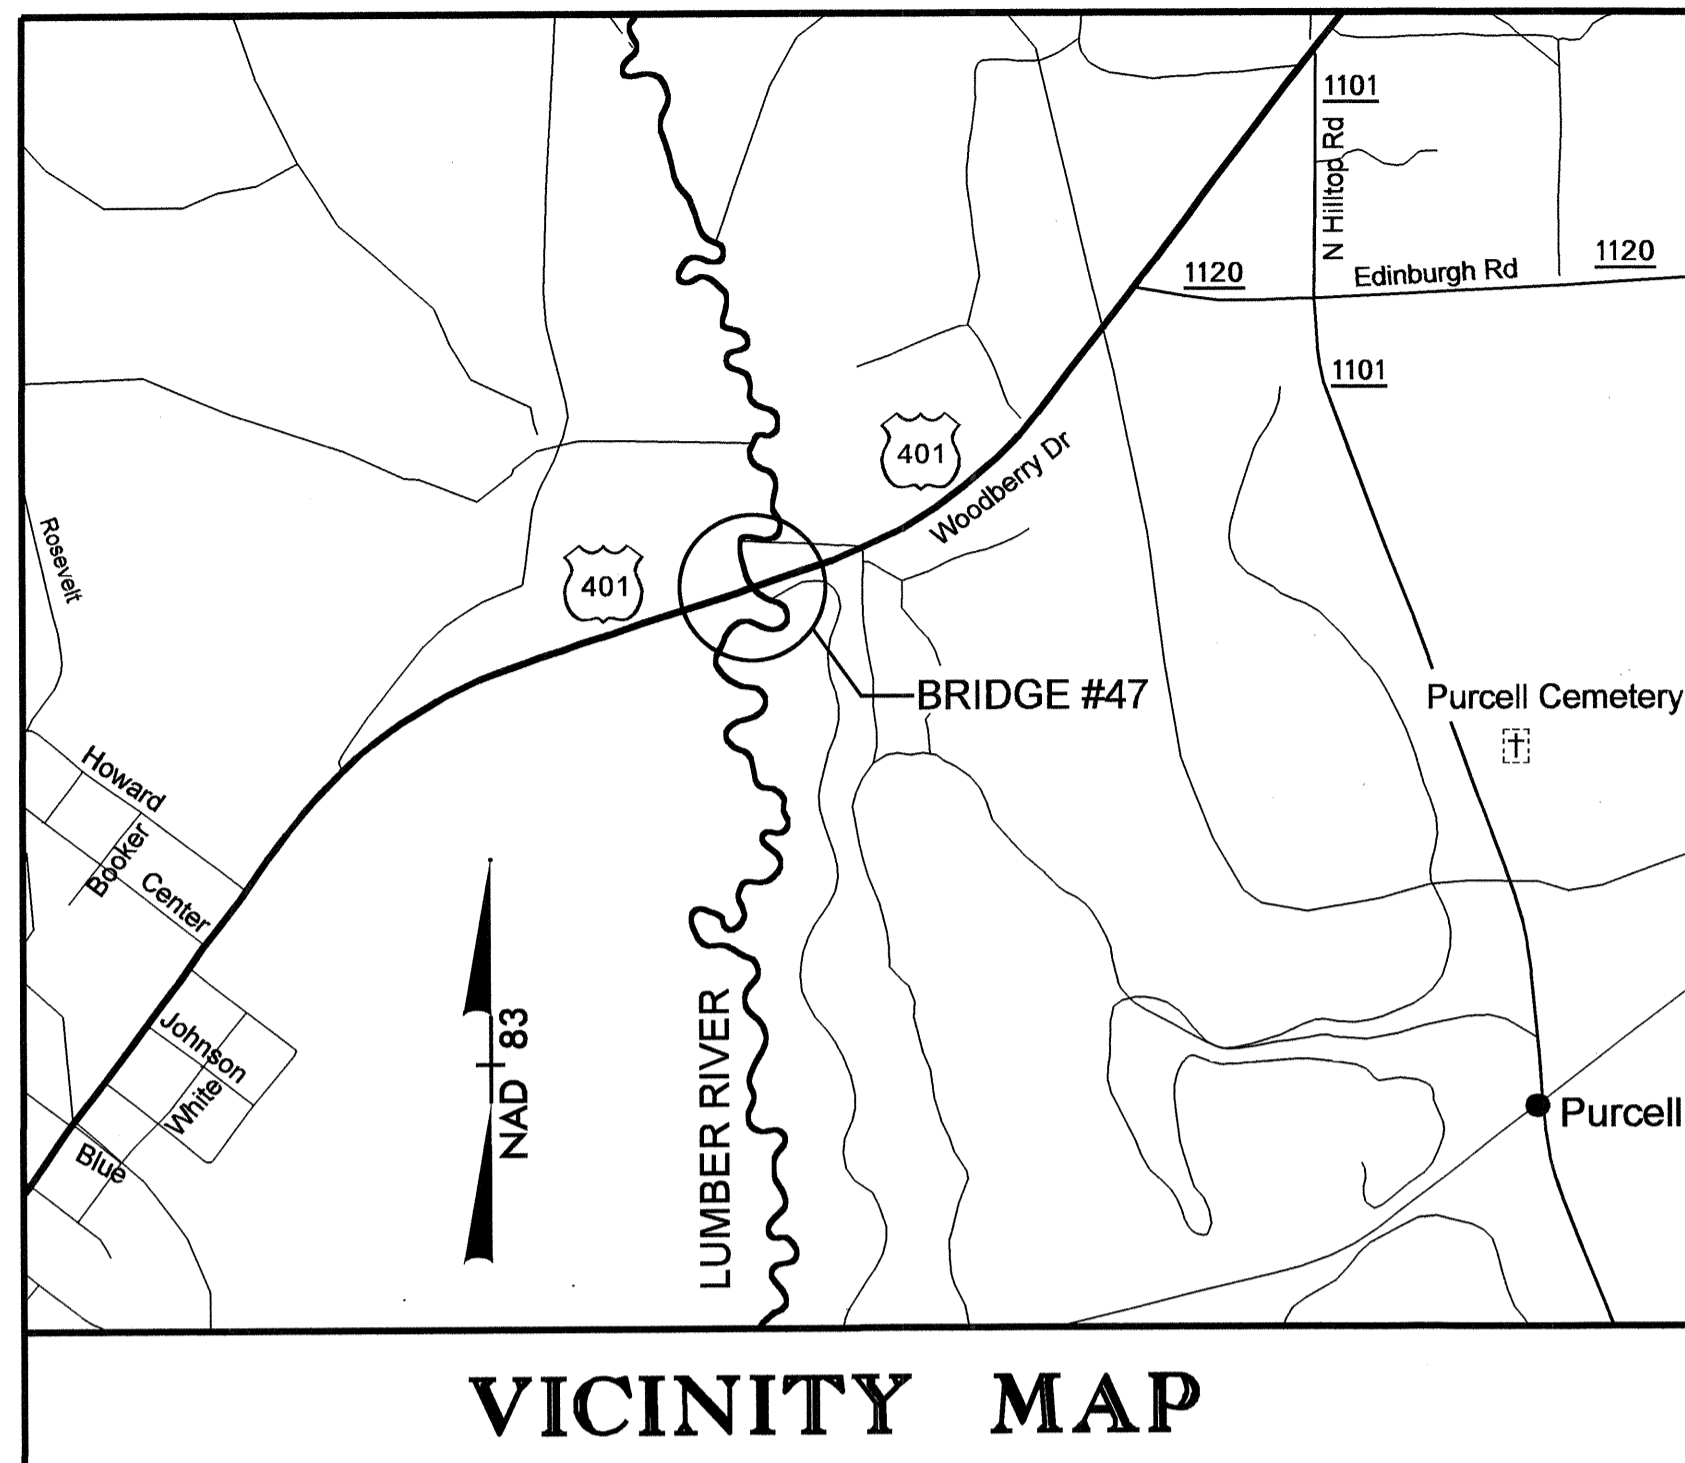 1101
N Hilltop Rd
1120
Edinburgh Rd
1120
1101
401
Woodberry Dr
Rosevelt
401
BRIDGE #47
Purcell Cemetery
Howard
Booker
Center
NAD 83
LUMBER RIVER
Johnson
White
Blue
Purcell
VICINITY MAP